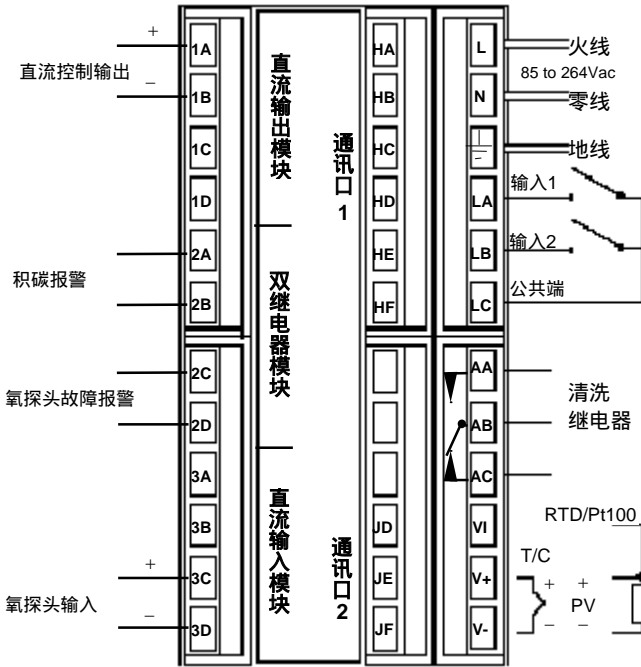 +
直流控制输出
−
积碳报警
氧探头故障报警
+
氧探头输入
−
1A
1B
1C
1D
2A
2B
2C
2D
3A
3B
3C
3D
直流输出模块
双继电器模块
直流输入模块
通讯口1
通讯口2
HA
HB
HC
HD
HE
HF
JD
JE
JF
L
N
LA
LB
LC
AA
AB
AC
VI
V+
V-
火线
85 to 264Vac
零线
地线
输入1
输入2
公共端
清洗
继电器
RTD/Pt100
T/C
+ +
PV
− −